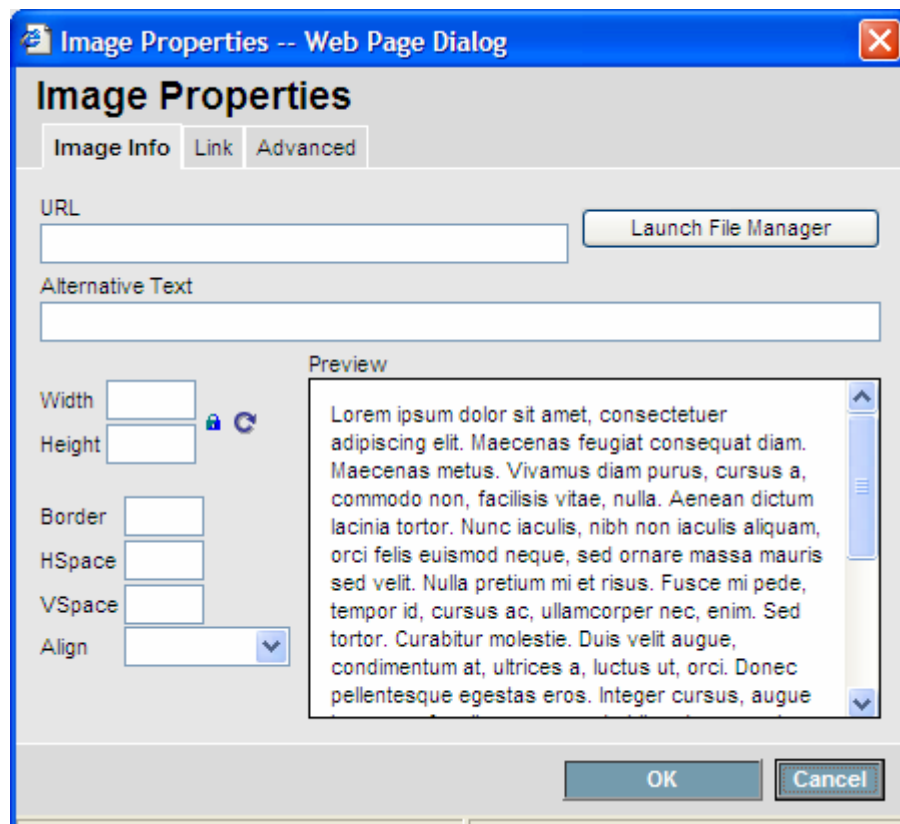 Image Properties -- Web Page Dialog
Image Properties
Image Info Link Advanced
URL
Launch File Manager
Alternative Text
Preview
Width
Height
Border
HSpace
VSpace
Align
Lorem ipsum dolor sit amet, consectetuer
adipiscing elit. Maecenas feugiat consequat diam.
Maecenas metus. Vivamus diam purus, cursus a,
commodo non, facilisis vitae, nulla. Aenean dictum
lacinia tortor. Nunc iaculis, nibh non iaculis aliquam,
orci felis euismod neque, sed ornare massa mauris
sed velit. Nulla pretium mi et risus. Fusce mi pede,
tempor id, cursus ac, ullamcorper nec, enim. Sed
tortor. Curabitur molestie. Duis velit augue,
condimentum at, ultrices a, luctus ut, orci. Donec
pellentesque egestas eros. Integer cursus, augue
OK Cancel